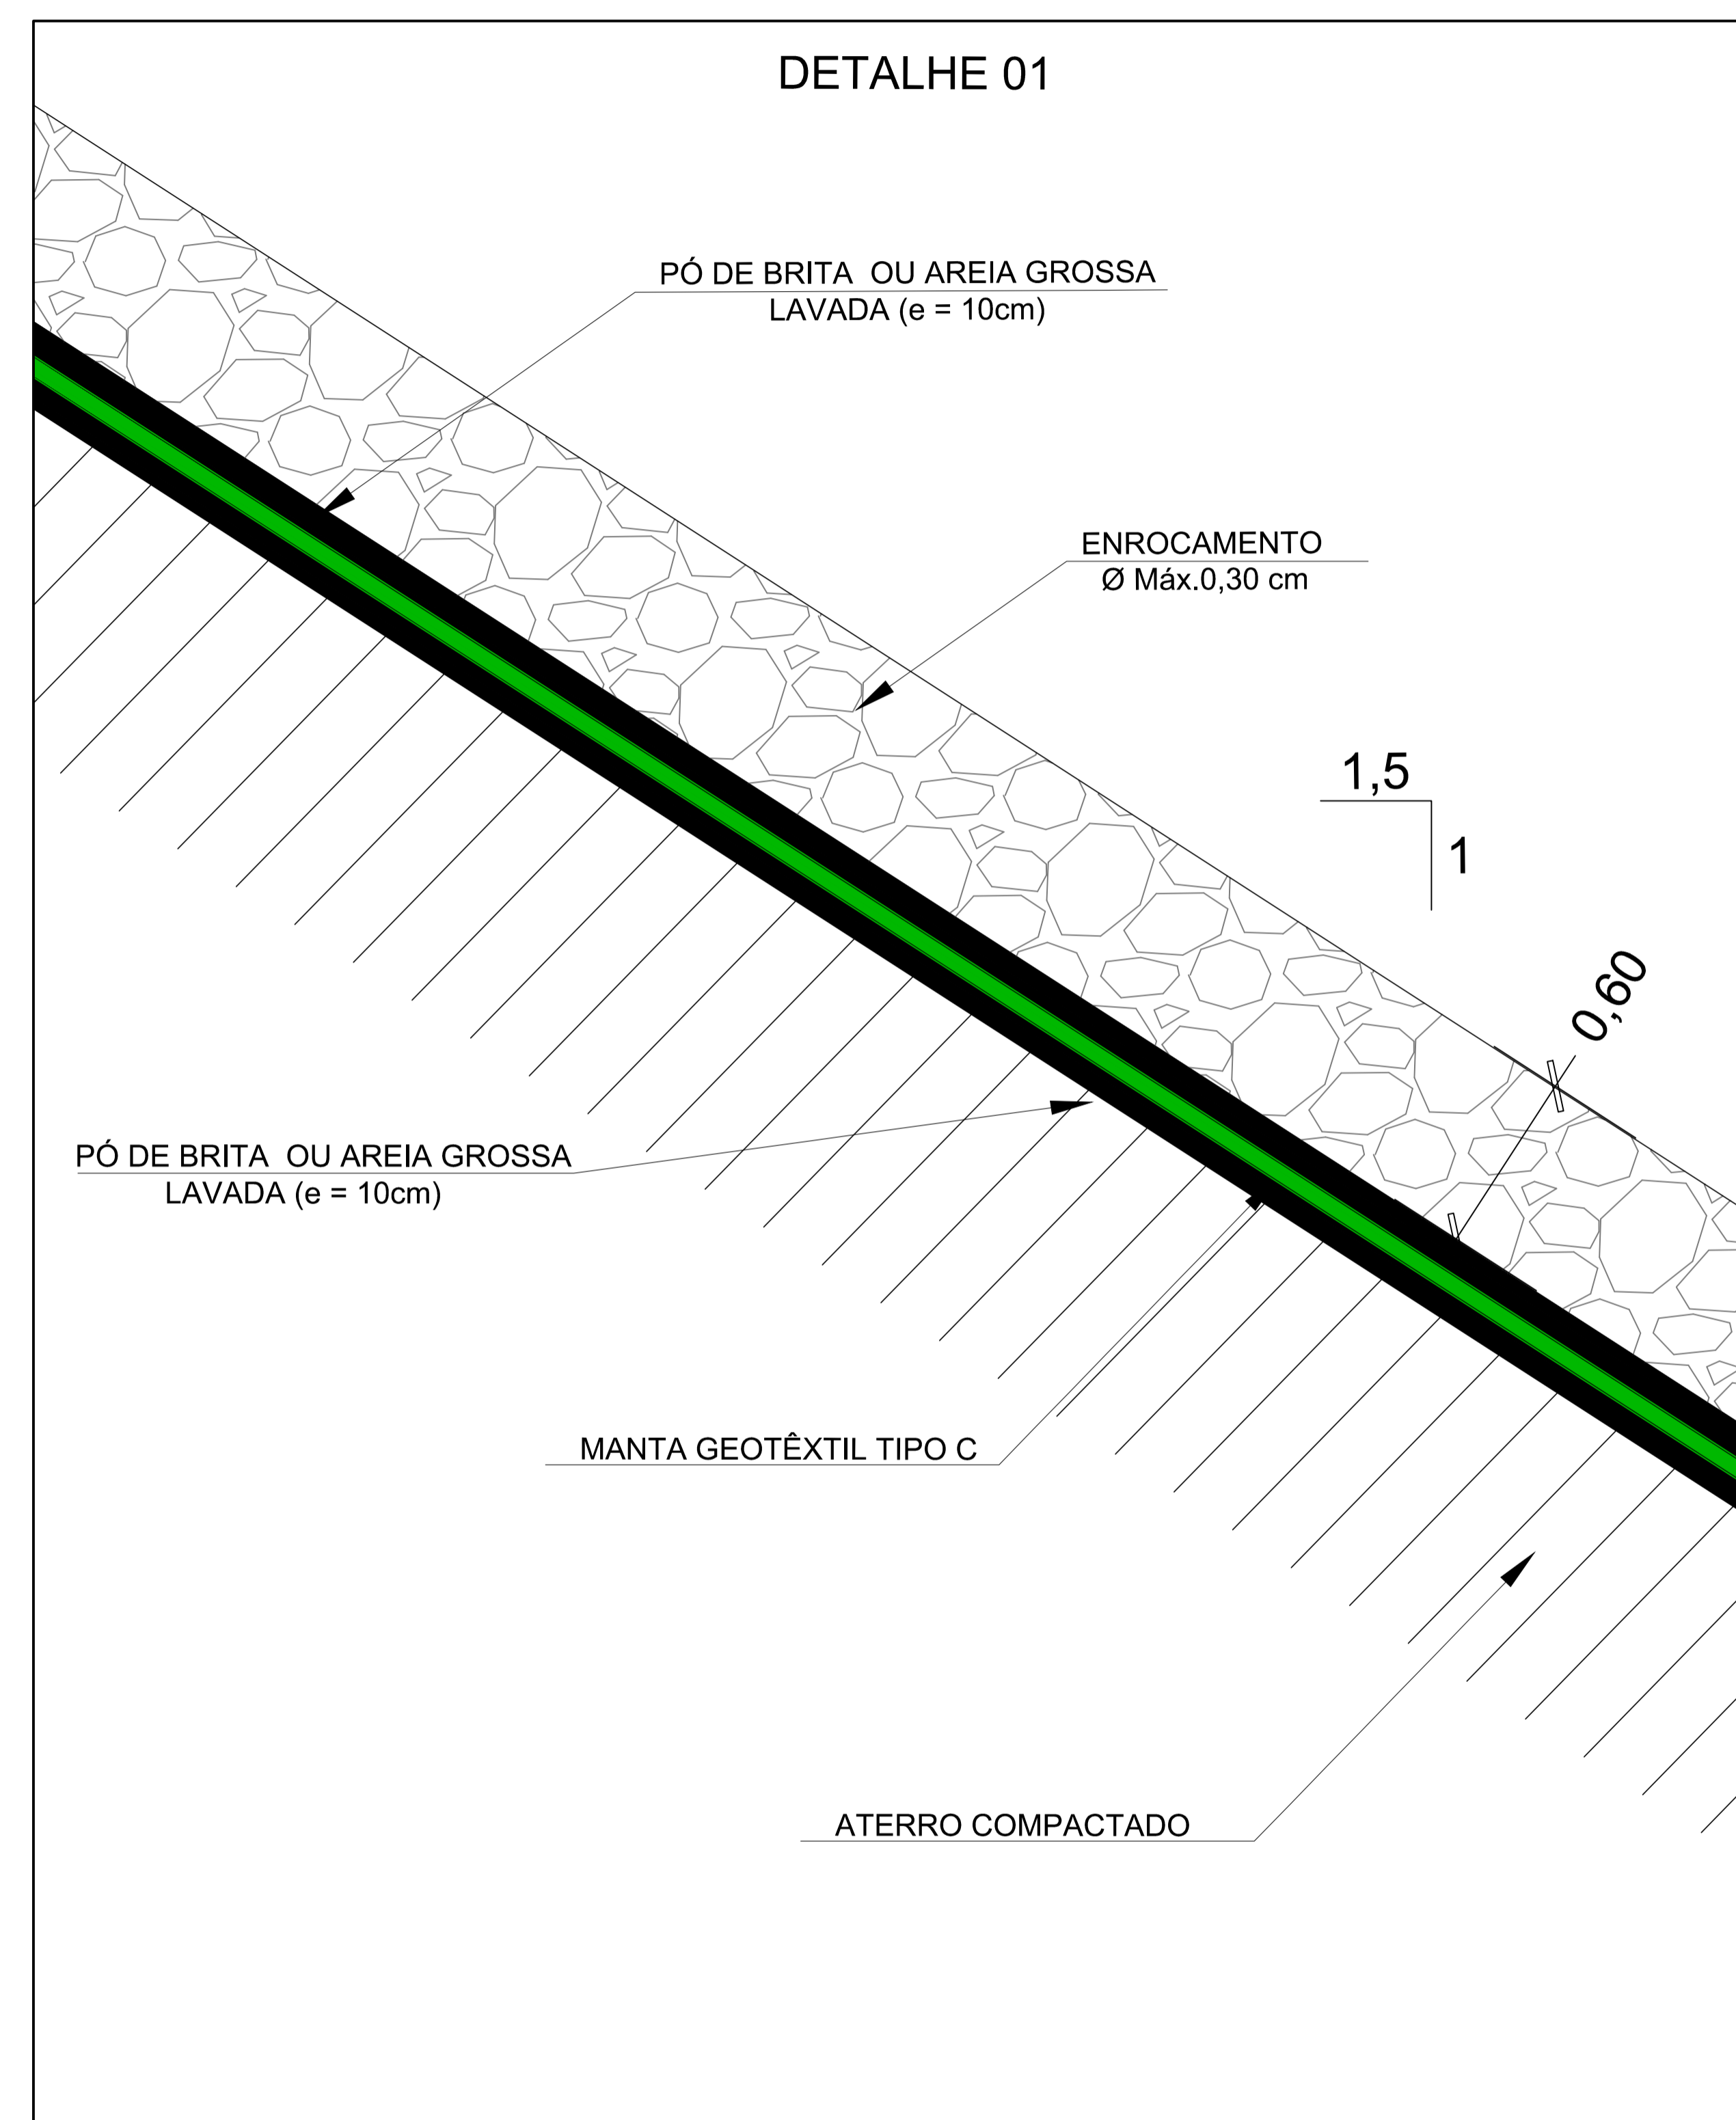 DETALHE 01
PÓ DE BRITA OU AREIA GROSSA
LAVADA (e = 10cm)
ENROCAMENTO
Ø Máx.0,30 cm
1,5
1
0,60
PÓ DE BRITA OU AREIA GROSSA
LAVADA (e = 10cm)
MANTA GEOTÊXTIL TIPO C
ATERRO COMPACTADO